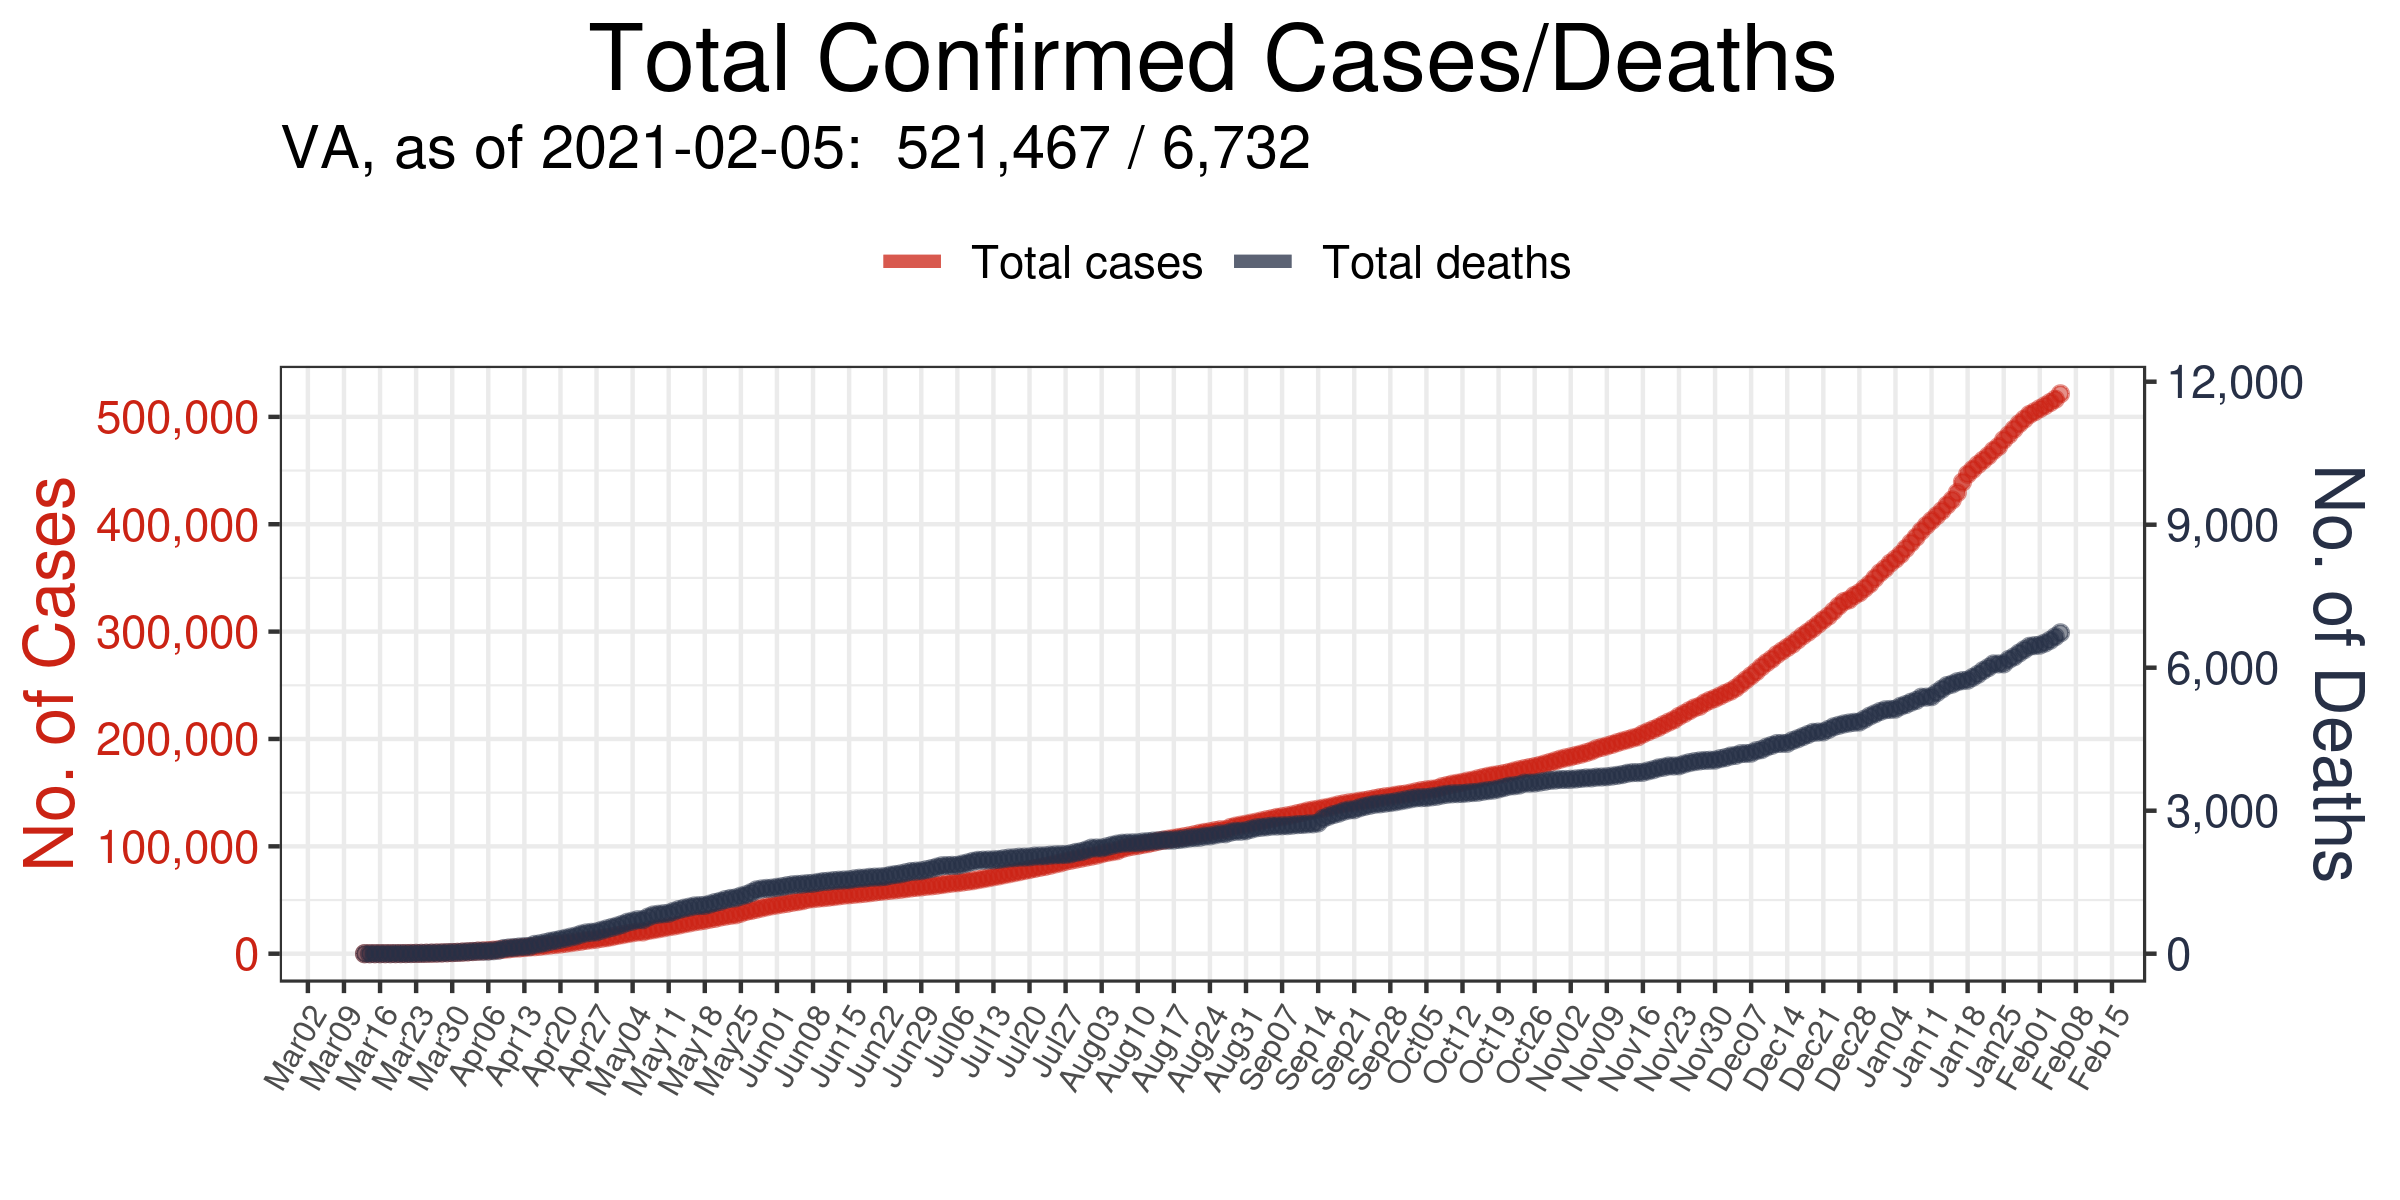 Total Confirmed Cases/Deaths
VA, as of 2021-02-05:  521,467 / 6,732
Total cases
Total deaths
No. of Cases
500,000
400,000
300,000
200,000
100,000
0
12,000
9,000
6,000
3,000
0
No. of Deaths
Mar02
Mar09
Mar16
Mar23
Mar30
Apr06
Apr13
Apr20
Apr27
May04
May11
May18
May25
Jun01
Jun08
Jun15
Jun22
Jun29
Jul06
Jul13
Jul20
Jul27
Aug03
Aug10
Aug17
Aug24
Aug31
Sep07
Sep14
Sep21
Sep28
Oct05
Oct12
Oct19
Oct26
Nov02
Nov09
Nov16
Nov23
Nov30
Dec07
Dec14
Dec21
Dec28
Jan04
Jan11
Jan18
Jan25
Feb01
Feb08
Feb15